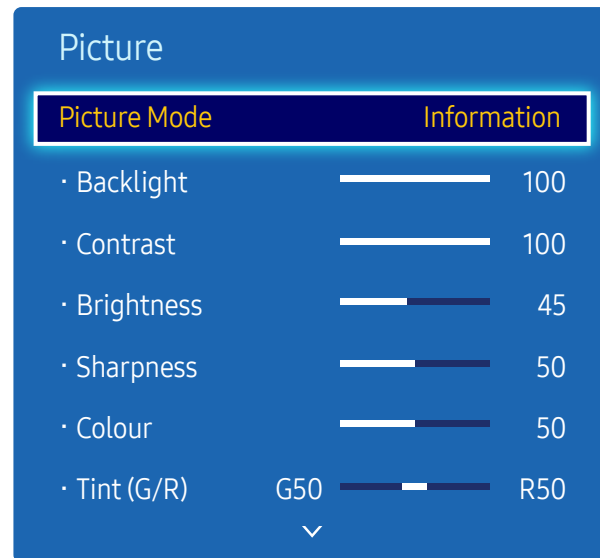 Picture
Picture Mode Information
· Backlight 100
· Contrast 100
· Brightness 45
· Sharpness 50
· Colour 50
· Tint (G/R) G50 R50